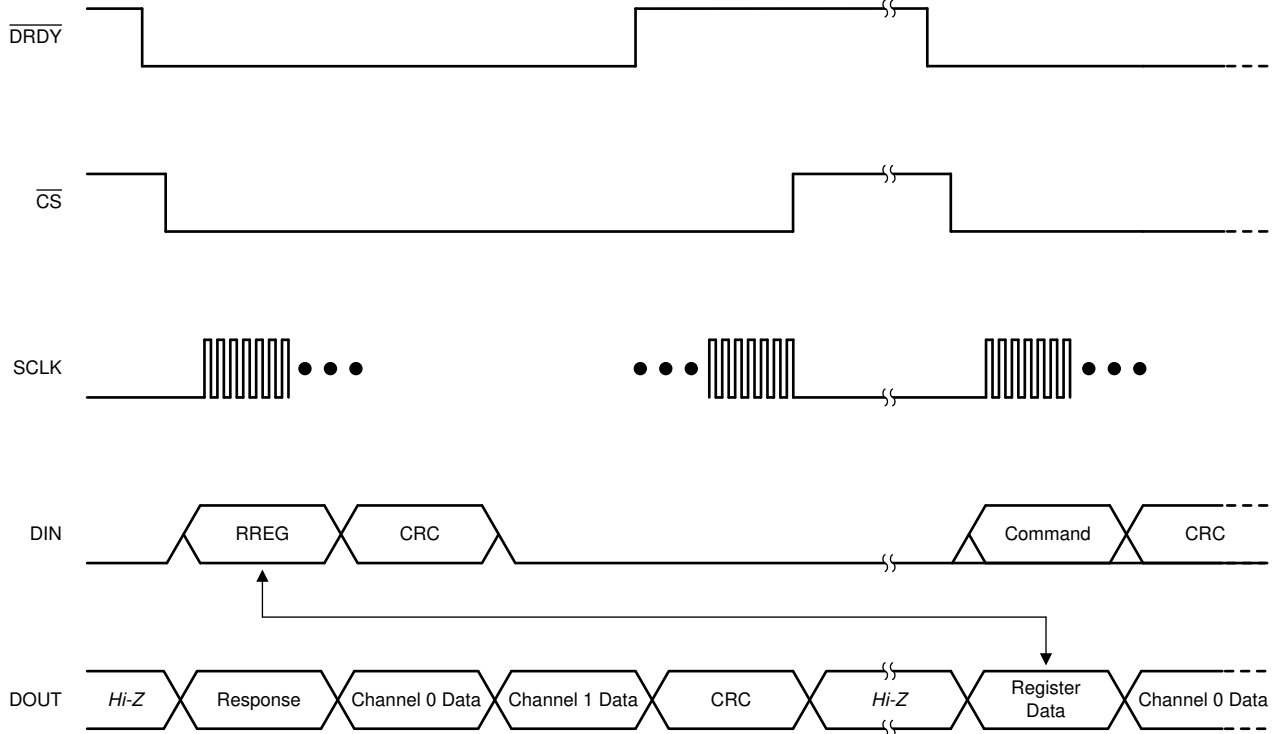 DRDY
CS
SCLK
DIN
RREG
CRC
Command
CRC
DOUT
Hi-Z
Response
Channel 0 Data
Channel 1 Data
CRC
Hi-Z
Register
Data
Channel 0 Data